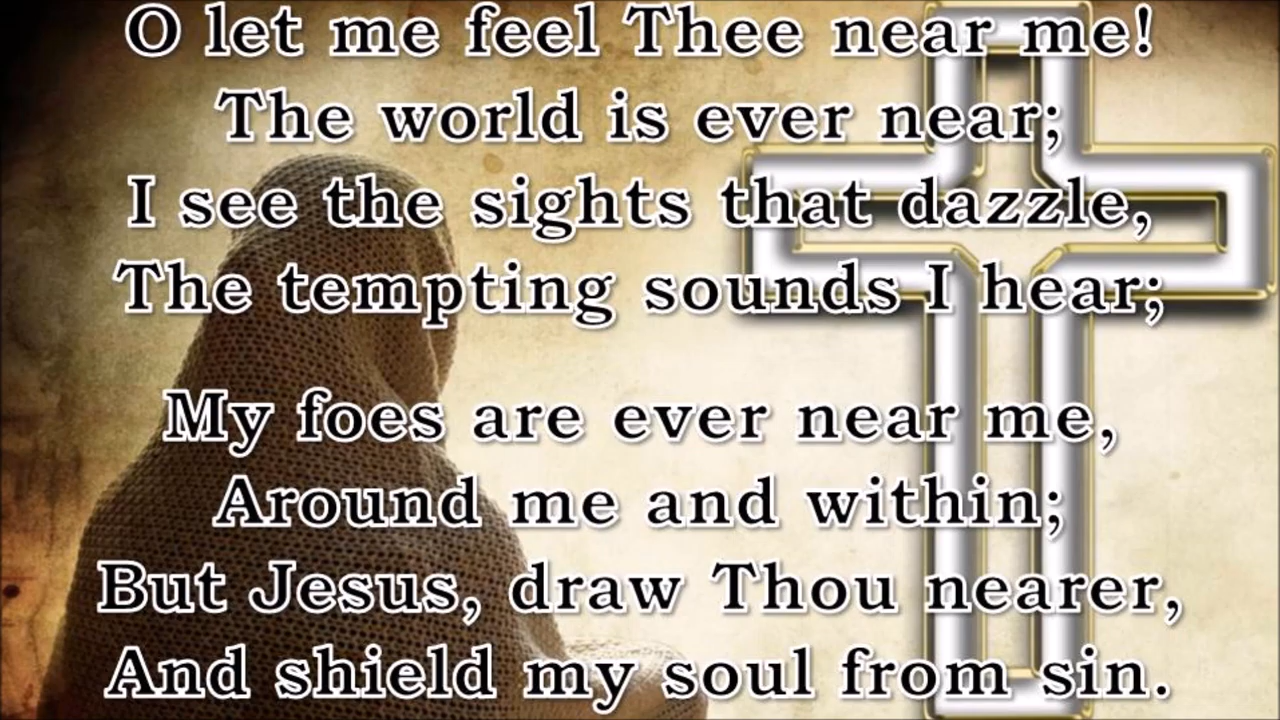 O let me feel Thee near me!
The world is ever near;
I see the sights that dazzle,
The tempting sounds I hear;
My foes are ever near me,
Around me and within;
But Jesus, draw Thou nearer,
And shield my soul from sin.